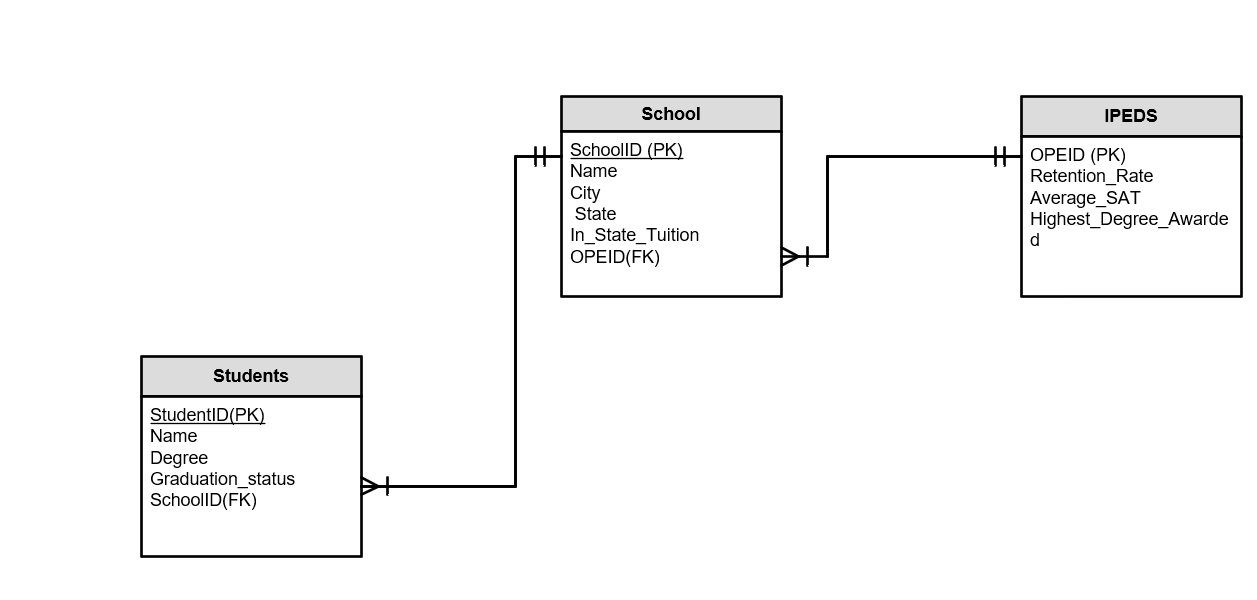 School
SchoolID (PK)
Name
City
State
In_State_Tuition
OPEID(FK)
IPEDS
OPEID (PK)
Retention_Rate
Average_SAT
Highest_Degree_Awarde
d
Students
StudentID(PK)
Name
Degree
Graduation_status
SchoolID(FK)